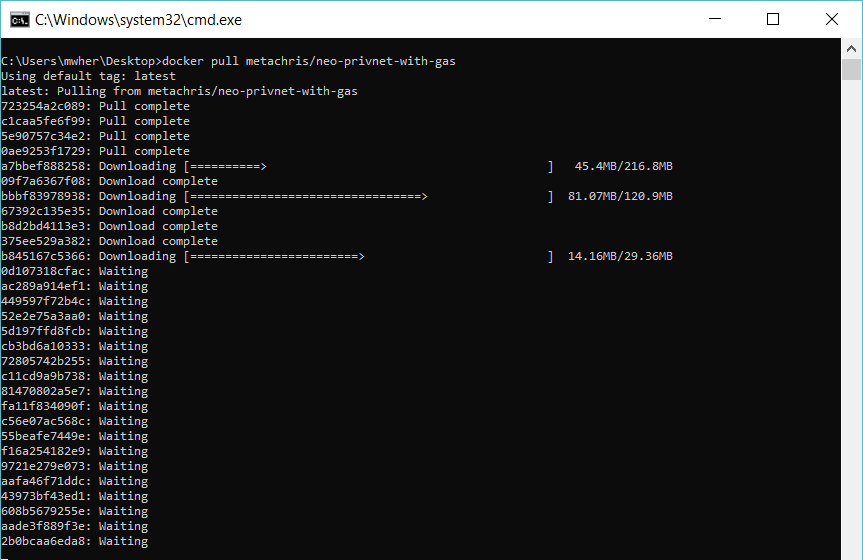 C:\Windows\system32\cmd.exe
C:\Users\mwher\Desktop>docker pull metachris/neo-privnet-with-gas
Using default tag: latest
latest: Pulling from metachris/neo-privnet-with-gas
723254a2c089: Pull complete
c1caa5fe6f99: Pull complete
5e90757c34e2: Pull complete
0ae9253f1729: Pull complete
a7bbef888258: Downloading [==========>                                        ]   45.4MB/216.8MB
09f7a6367f08: Download complete
bbbf83978938: Downloading [=================================>                 ]  81.07MB/120.9MB
67392c135e35: Download complete
b8d2bd4113e3: Download complete
375ee529a382: Download complete
b845167c5366: Downloading [========================>                          ]  14.16MB/29.36MB
0d107318cfac: Waiting
ac289a914ef1: Waiting
449597f72b4c: Waiting
52e2e75a3aa0: Waiting
5d197ffd8fcb: Waiting
cb3bd6a10333: Waiting
72805742b255: Waiting
c11cd9a9b738: Waiting
81470802a5e7: Waiting
fa11f834090f: Waiting
c56e07ac568c: Waiting
55beafe7449e: Waiting
f16a254182e9: Waiting
9721e279e073: Waiting
aafa46f71ddc: Waiting
43973bf43ed1: Waiting
608b5679255e: Waiting
aade3f889f3e: Waiting
2b0bcaa6eda8: Waiting